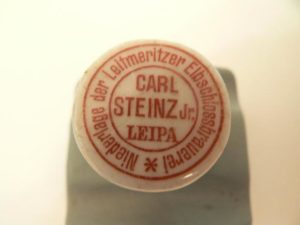 Niederlage der Leitmeritzer Elbschlossbrauerei *
CARL
STEINZ Jr.
LEIPA